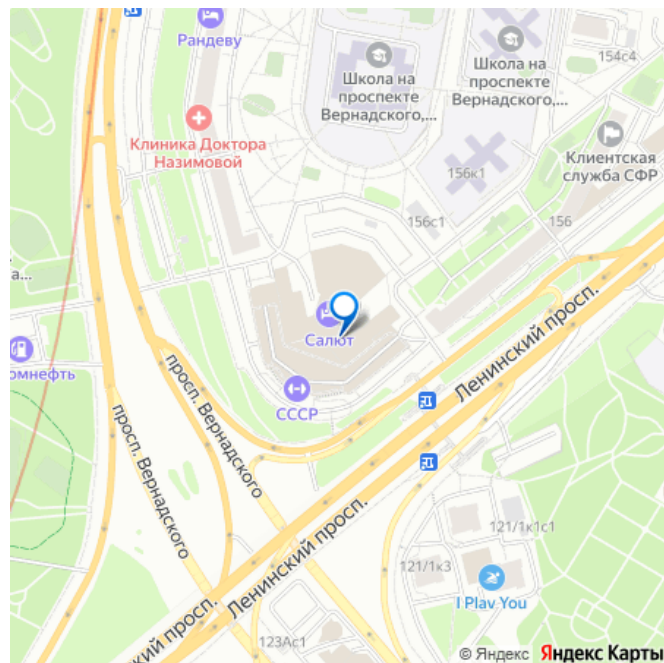 Рандеву
Школа на
проспекте
Вернадского,...
Школа на
проспекте
Вернадского,...
154с4
Клиника Доктора
Назимовой
156к1
Клиентская
служба СФР
156с1
156
а...
Салют
Ленинский просп.
омнефть
СССР
просп. Вернадского
просп. Вернадского
Ленинский просп.
121/1к1с1
121/1к3
I Plav You
ский просп.
123Ас1
© Яндекс Яндекс Карты